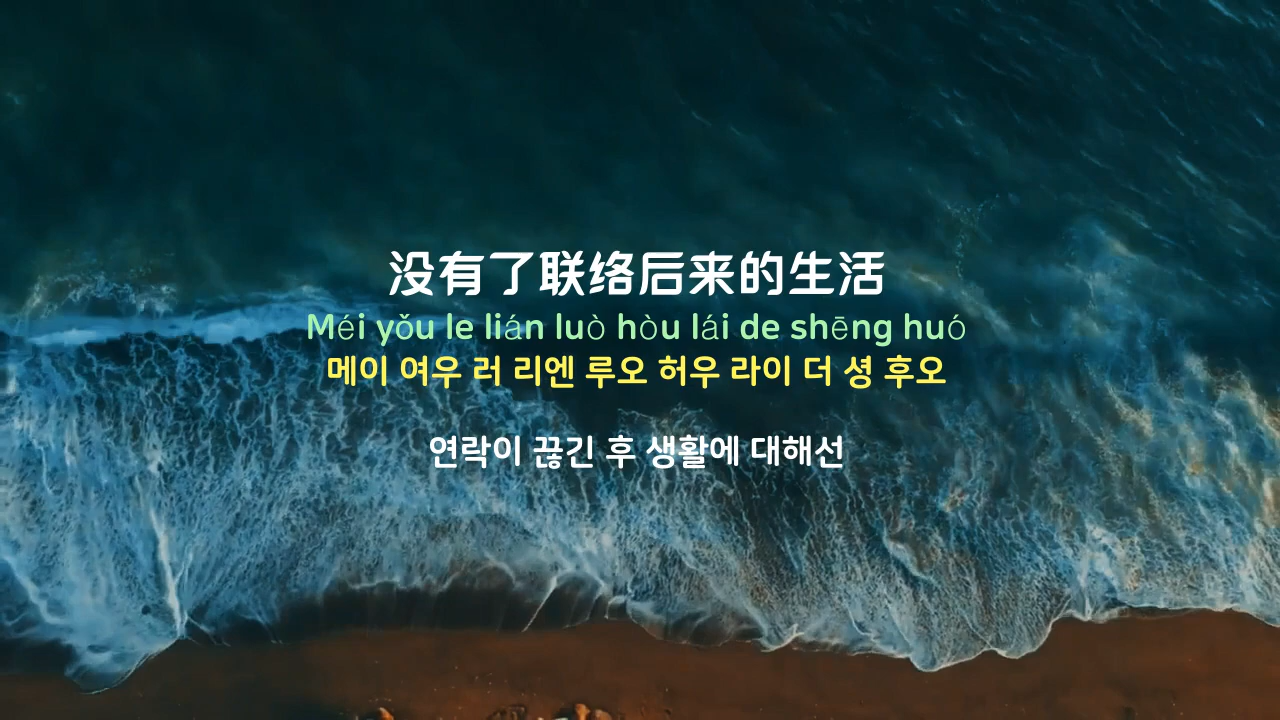 没有了联络后来的生活
Méi yǒu le lián luò hòu lái de shēng huó
메이 여우 러 리엔 루오 허우 라이 더 셩 후오
연락이 끊긴 후 생활에 대해선